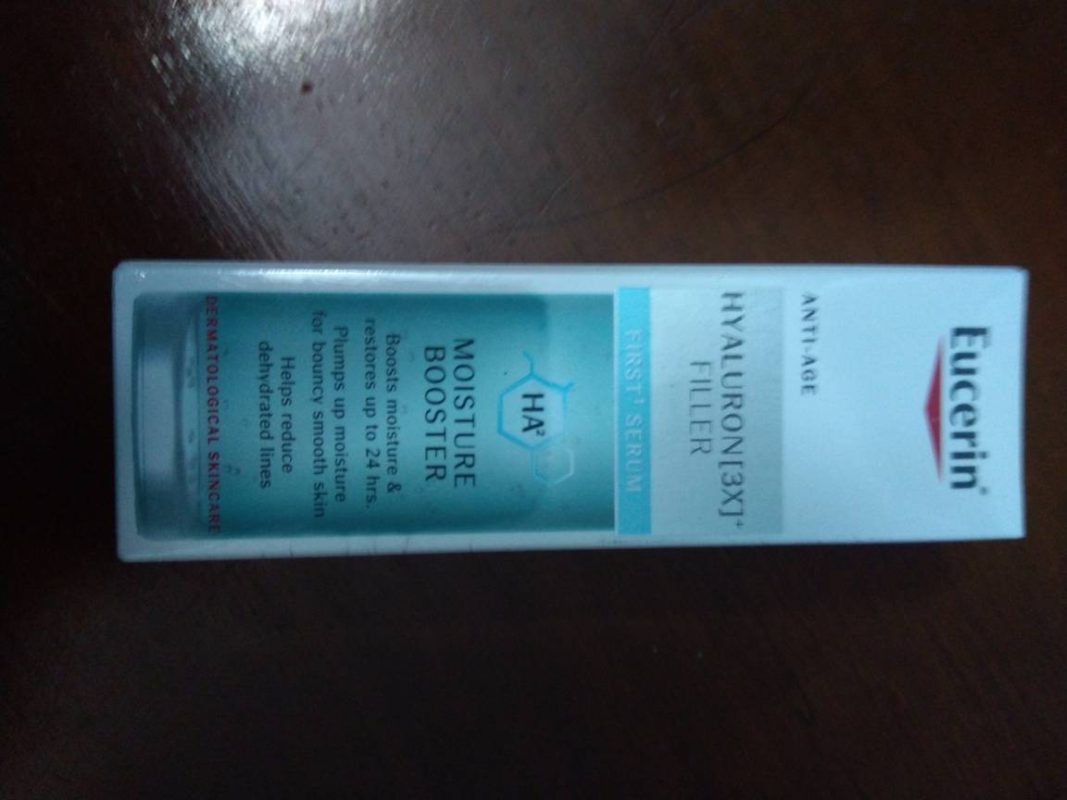 Eucerin®
ANTI-AGE
HYALURON[3X]+
FILLER
FIRST¹ SERUM
HA²
MOISTURE
BOOSTER
Boosts moisture &
restores up to 24 hrs.
Plumps up moisture
for bouncy smooth skin
Helps reduce
dehydrated lines
DERMATOLOGICAL SKINCARE